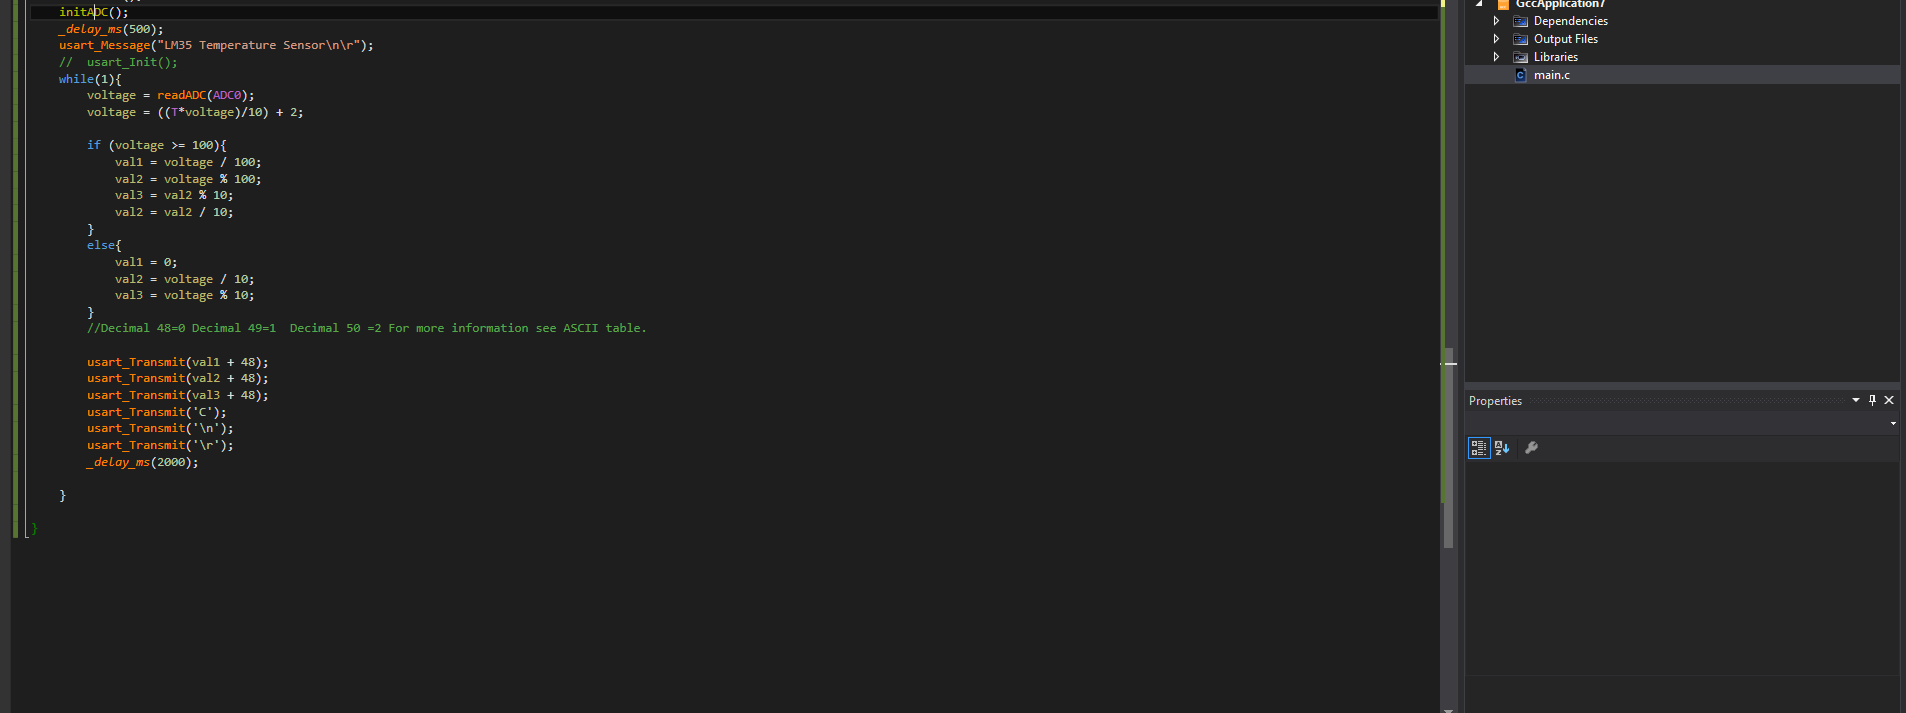 initADC();
_delay_ms(500);
usart_Message("LM35 Temperature Sensor\n\r");
//  usart_Init();
while(1){
voltage = readADC(ADC0);
voltage = ((T*voltage)/10) + 2;
if (voltage >= 100){
val1 = voltage / 100;
val2 = voltage % 100;
val3 = val2 % 10;
val2 = val2 / 10;
}
else{
val1 = 0;
val2 = voltage / 10;
val3 = voltage % 10;
}
//Decimal 48=0 Decimal 49=1  Decimal 50 =2 For more information see ASCII table.
usart_Transmit(val1 + 48);
usart_Transmit(val2 + 48);
usart_Transmit(val3 + 48);
usart_Transmit('C');
usart_Transmit('\n');
usart_Transmit('\r');
_delay_ms(2000);
}
}
GccApplication7
Dependencies
Output Files
Libraries
main.c
Properties